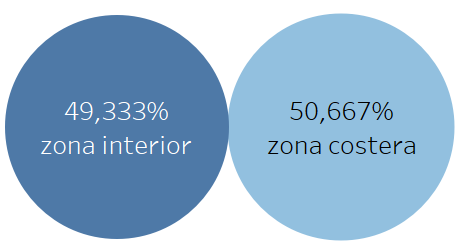 49,333%
zona interior
50,667%
zona costera